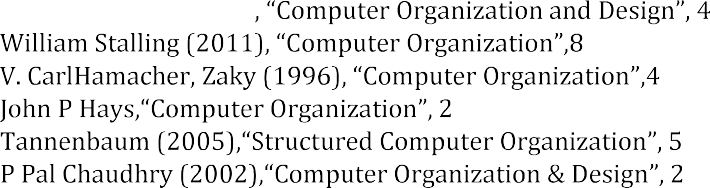 , “Computer Organization and Design”, 4
William Stalling (2011), “Computer Organization”,8
V. CarlHamacher, Zaky (1996), “Computer Organization”,4
John P Hays,“Computer Organization”, 2
Tannenbaum (2005),“Structured Computer Organization”, 5
P Pal Chaudhry (2002),“Computer Organization & Design”, 2